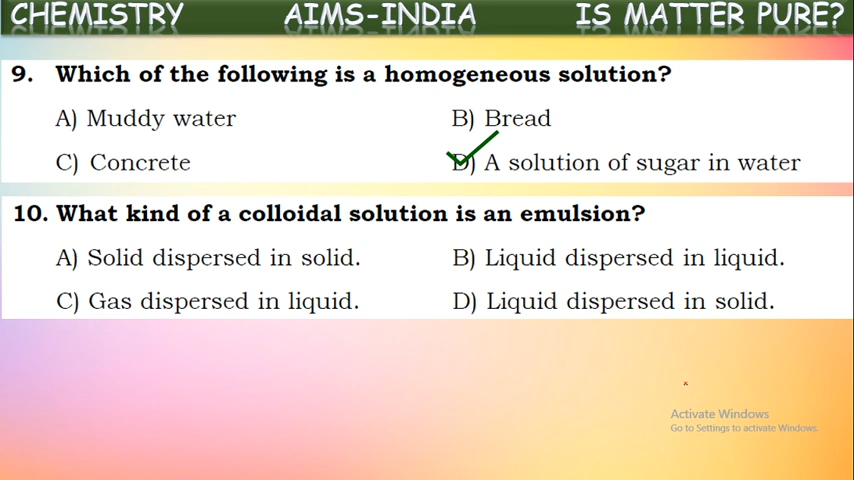 CHEMISTRY AIMS-INDIA IS MATTER PURE?
9. Which of the following is a homogeneous solution?
A) Muddy water B) Bread
C) Concrete D) A solution of sugar in water
10. What kind of a colloidal solution is an emulsion?
A) Solid dispersed in solid. B) Liquid dispersed in liquid.
C) Gas dispersed in liquid. D) Liquid dispersed in solid.
Activate Windows
Go to Settings to activate Windows.